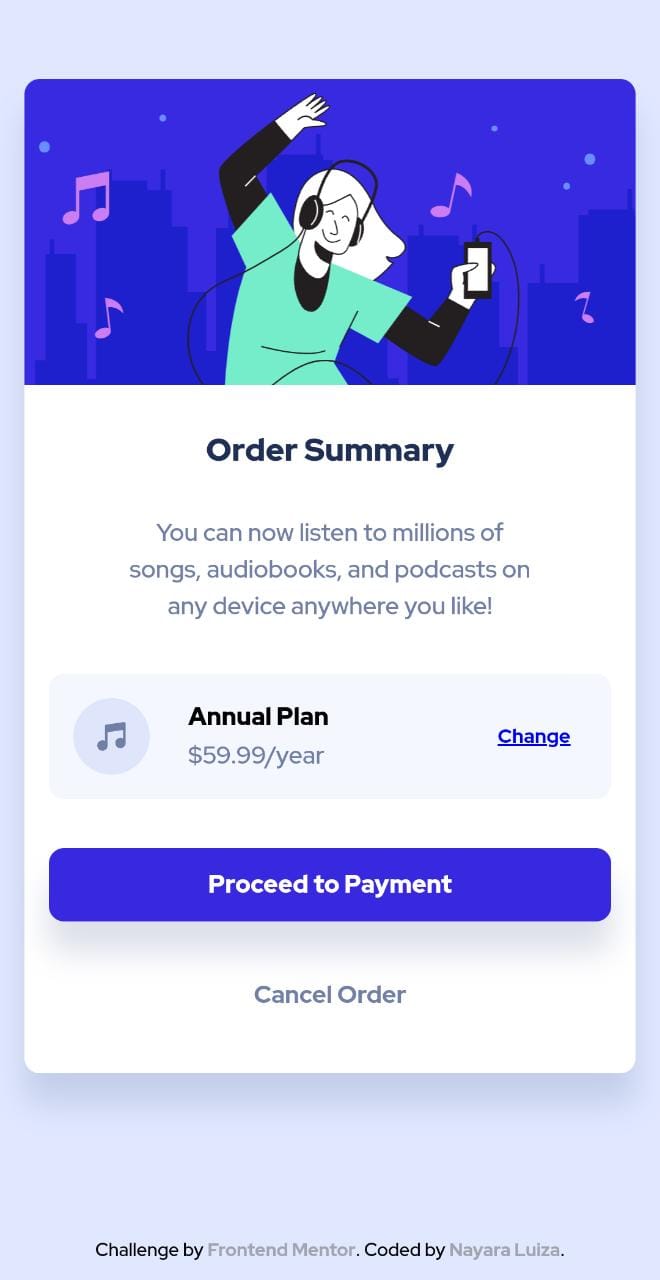 Order Summary
You can now listen to millions of
songs, audiobooks, and podcasts on
any device anywhere you like!
Annual Plan
$59.99/year
Change
Proceed to Payment
Cancel Order
Challenge by Frontend Mentor. Coded by Nayara Luiza.